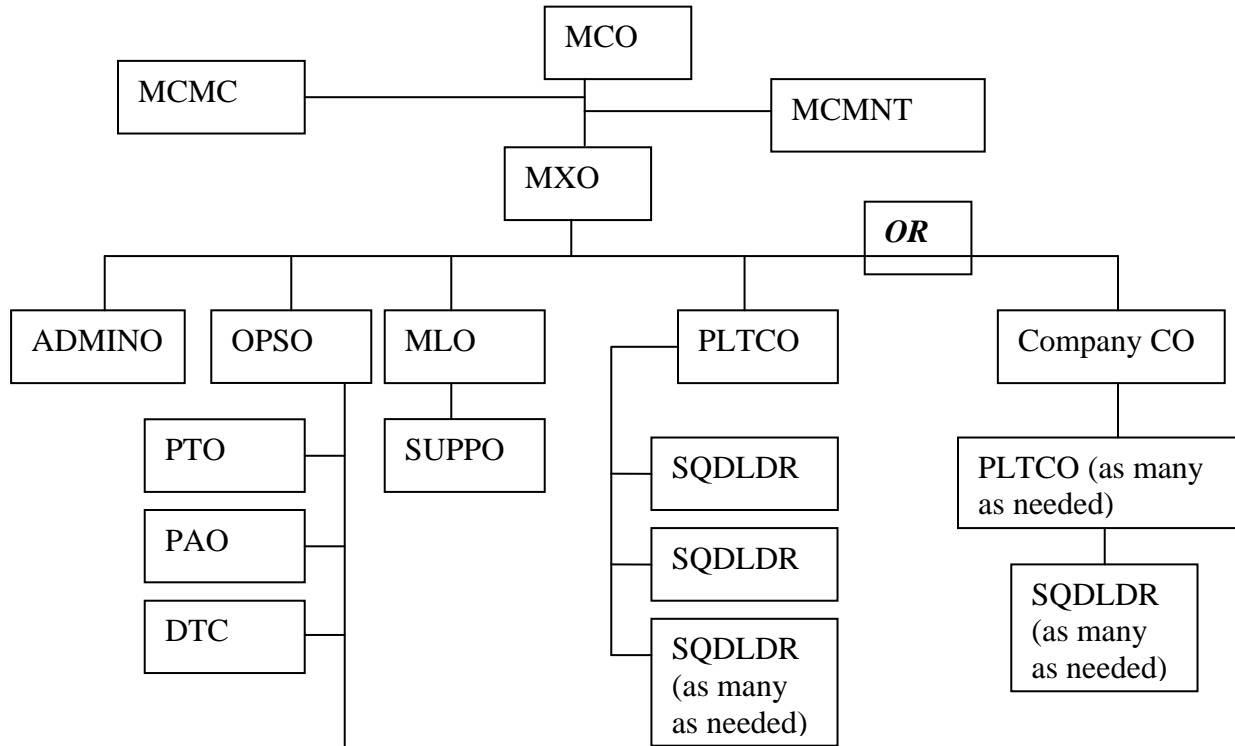 MCO
MCMC
MCMNT
MXO
OR
ADMINO
OPSO
MLO
PLTCO
Company CO
PTO
SUPPO
SQDLDR
PLTCO (as many
as needed)
PAO
SQDLDR
DTC
SQDLDR
(as many
as needed)
SQDLDR
(as many
as needed)